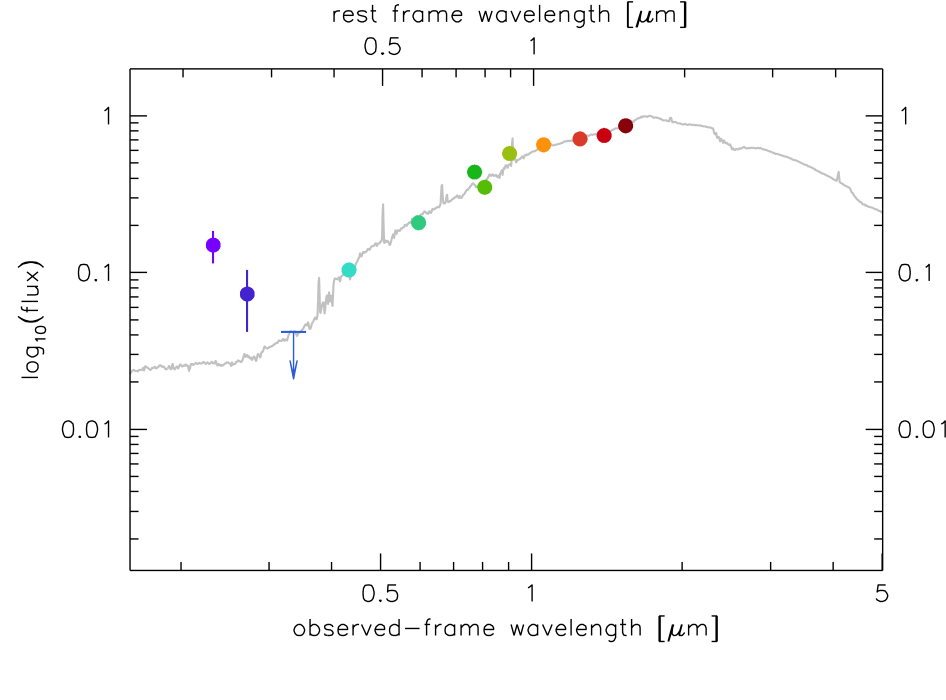 rest frame wavelength [μm]
0.5 1
1 1
0.1 0.1
0.01 0.01
log₁₀(flux)
0.5 1 5
observed-frame wavelength [μm]